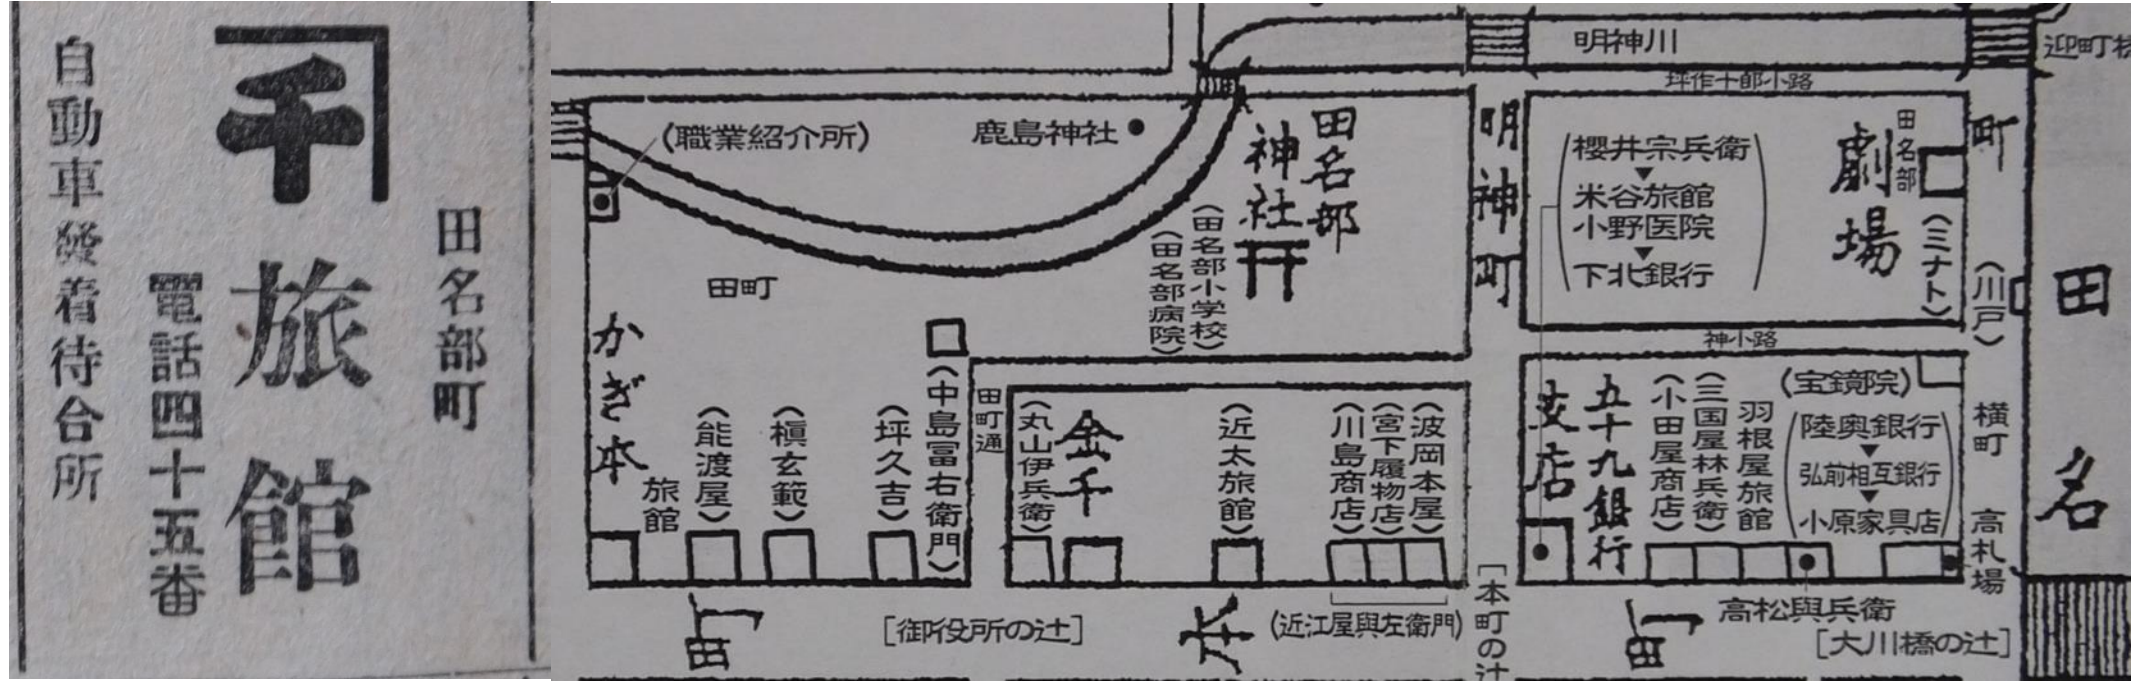 田名部町
旅館
電話四十五番
自動車發着待合所
明神川
迎町
坪作十郎小路
(職業紹介所)
鹿島神社
田名部
神社
明神町
(櫻井宗兵衛)
米谷旅館
小野医院
下北銀行
田名部
劇場
(ミナト)
町
(川戸)
田名
(田名部小学校)
(田名部病院)
田町
神小路
かぎ本
旅館
(能渡屋)
(槇玄範)
(坪久吉)
(中島冨右衛門)
田町通
(丸山伊兵衛)
金千
(近太旅館)
(川島商店)
(宮下履物店)
(波岡本屋)
五十九銀行
支店
(小田屋商店)
(三国屋林兵衛)
羽根屋旅館
(宝鏡院)
(陸奥銀行)
弘前相互銀行
小原家具店
横町
高札場
町
[御役所の辻]
本
(近江屋與左衛門)
[本町の辻
町
高松與兵衛
[大川橋の辻]